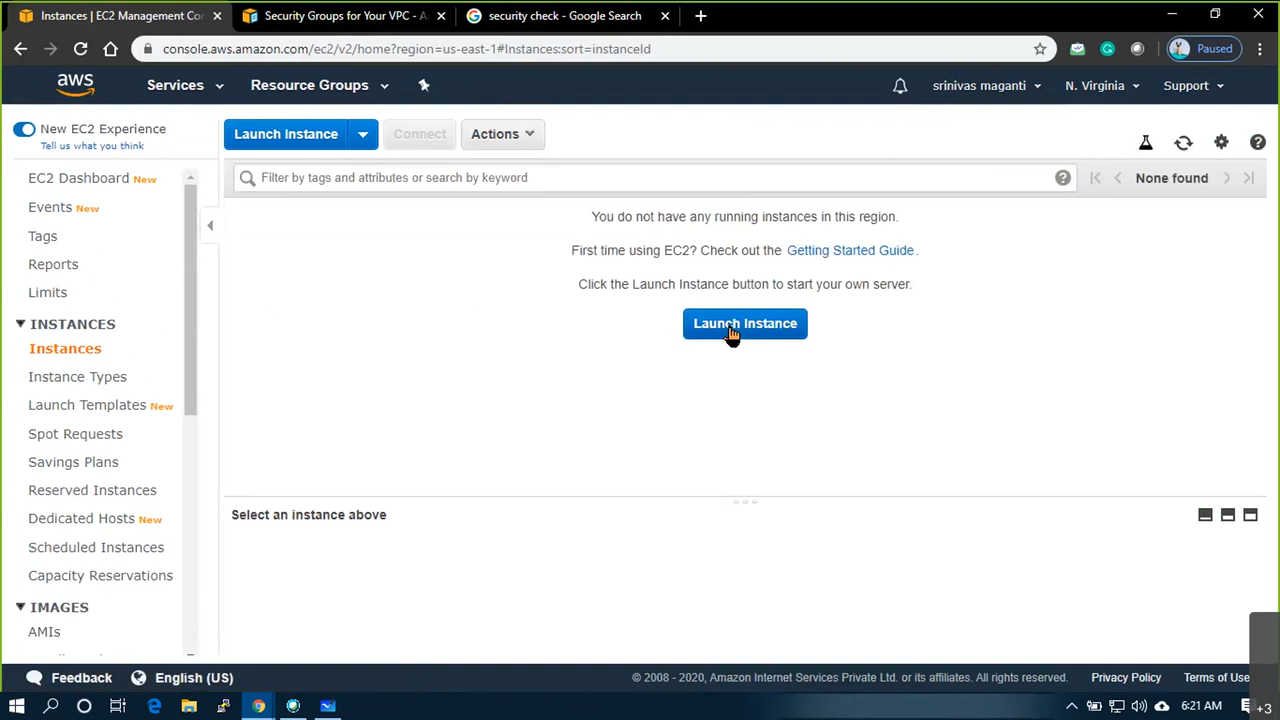 Instances | EC2 Management Con
Security Groups for Your VPC - A
security check - Google Search
console.aws.amazon.com/ec2/v2/home?region=us-east-1#Instances:sort=instanceId
Paused
aws
Services
Resource Groups
srinivas maganti
N. Virginia
Support
New EC2 Experience
Tell us what you think
Launch Instance
Connect
Actions
EC2 Dashboard New
Events New
Tags
Reports
Limits
INSTANCES
Instances
Instance Types
Launch Templates New
Spot Requests
Savings Plans
Reserved Instances
Dedicated Hosts New
Scheduled Instances
Capacity Reservations
IMAGES
AMIs
Filter by tags and attributes or search by keyword
None found
You do not have any running instances in this region.
First time using EC2? Check out the Getting Started Guide.
Click the Launch Instance button to start your own server.
Launch Instance
Select an instance above
Feedback
English (US)
© 2008 - 2020, Amazon Internet Services Private Ltd. or its affiliates. All rights reserved.
Privacy Policy
Terms of Use
6:21 AM
+3